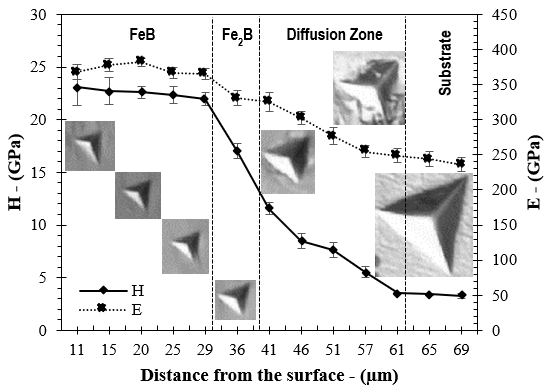 FeB
Fe2B
Diffusion Zone
Substrate
H - (GPa)
30
25
20
15
10
5
0
E - (GPa)
450
400
350
300
250
200
150
100
50
0
H
E
11 15 20 25 29 36 41 46 51 57 61 65 69
Distance from the surface - (µm)